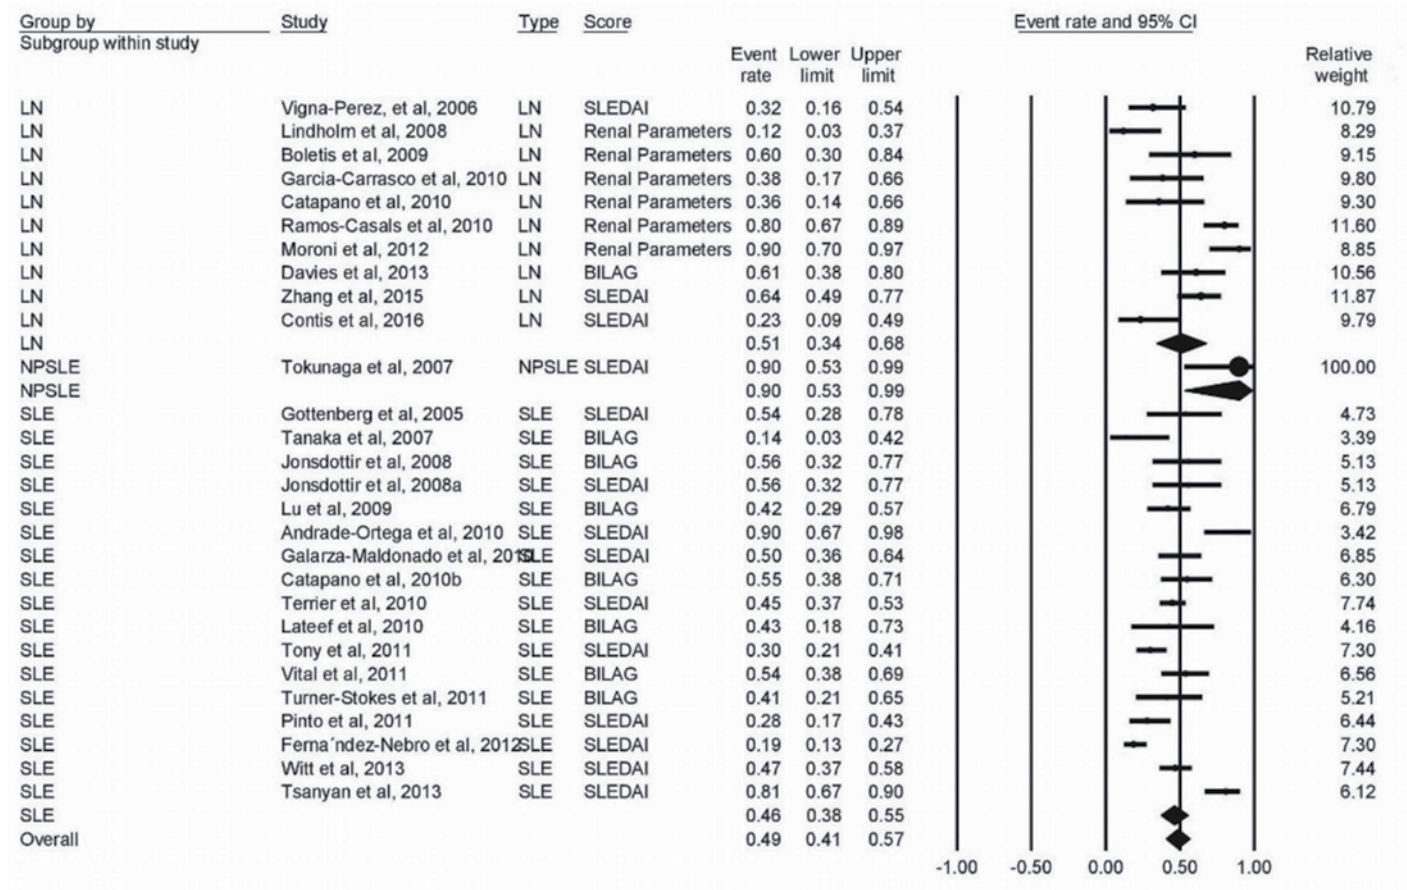 Group by Study Type Score Event rate and 95% CI
Subgroup within study
Event Lower Upper Relative
rate limit limit weight
LN Vigna-Perez, et al, 2006 LN SLEDAI 0.32 0.16 0.54 10.79
LN Lindholm et al, 2008 LN Renal Parameters 0.12 0.03 0.37 8.29
LN Boletis et al, 2009 LN Renal Parameters 0.60 0.30 0.84 9.15
LN Garcia-Carrasco et al, 2010 LN Renal Parameters 0.38 0.17 0.66 9.80
LN Catapano et al, 2010 LN Renal Parameters 0.36 0.14 0.66 9.30
LN Ramos-Casals et al, 2010 LN Renal Parameters 0.80 0.67 0.89 11.60
LN Moroni et al, 2012 LN Renal Parameters 0.90 0.70 0.97 8.85
LN Davies et al, 2013 LN BILAG 0.61 0.38 0.80 10.56
LN Zhang et al, 2015 LN SLEDAI 0.64 0.49 0.77 11.87
LN Contis et al, 2016 LN SLEDAI 0.23 0.09 0.49 9.79
LN 0.51 0.34 0.68
NPSLE Tokunaga et al, 2007 NPSLE SLEDAI 0.90 0.53 0.99 100.00
NPSLE 0.90 0.53 0.99
SLE Gottenberg et al, 2005 SLE SLEDAI 0.54 0.28 0.78 4.73
SLE Tanaka et al, 2007 SLE BILAG 0.14 0.03 0.42 3.39
SLE Jonsdottir et al, 2008 SLE BILAG 0.56 0.32 0.77 5.13
SLE Jonsdottir et al, 2008a SLE SLEDAI 0.56 0.32 0.77 5.13
SLE Lu et al, 2009 SLE BILAG 0.42 0.29 0.57 6.79
SLE Andrade-Ortega et al, 2010 SLE SLEDAI 0.90 0.67 0.98 3.42
SLE Galarza-Maldonado et al, 2010 SLE SLEDAI 0.50 0.36 0.64 6.85
SLE Catapano et al, 2010b SLE BILAG 0.55 0.38 0.71 6.30
SLE Terrier et al, 2010 SLE SLEDAI 0.45 0.37 0.53 7.74
SLE Lateef et al, 2010 SLE BILAG 0.43 0.18 0.73 4.16
SLE Tony et al, 2011 SLE SLEDAI 0.30 0.21 0.41 7.30
SLE Vital et al, 2011 SLE BILAG 0.54 0.38 0.69 6.56
SLE Turner-Stokes et al, 2011 SLE BILAG 0.41 0.21 0.65 5.21
SLE Pinto et al, 2011 SLE SLEDAI 0.28 0.17 0.43 6.44
SLE Ferna´ndez-Nebro et al, 2012 SLE SLEDAI 0.19 0.13 0.27 7.30
SLE Witt et al, 2013 SLE SLEDAI 0.47 0.37 0.58 7.44
SLE Tsanyan et al, 2013 SLE SLEDAI 0.81 0.67 0.90 6.12
SLE 0.46 0.38 0.55
Overall 0.49 0.41 0.57
-1.00 -0.50 0.00 0.50 1.00